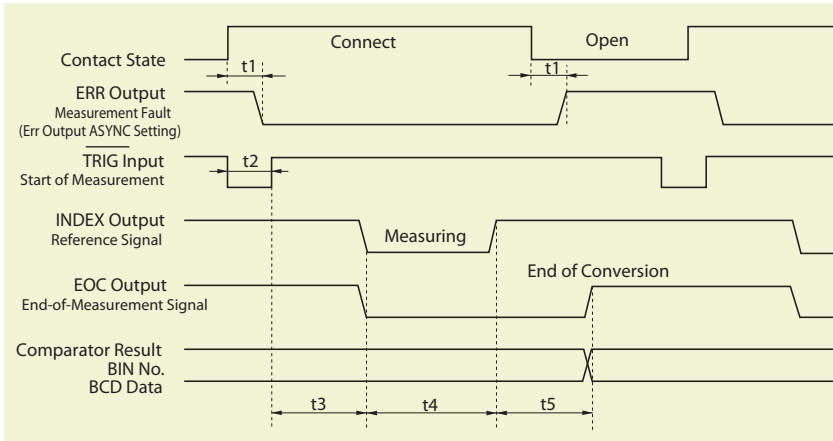 Contact State
Connect
Open
t1
t1
ERR Output
Measurement Fault
(Err Output ASYNC Setting)
TRIG Input
Start of Measurement
t2
INDEX Output
Reference Signal
Measuring
EOC Output
End-of-Measurement Signal
End of Conversion
Comparator Result
BIN No.
BCD Data
t3
t4
t5